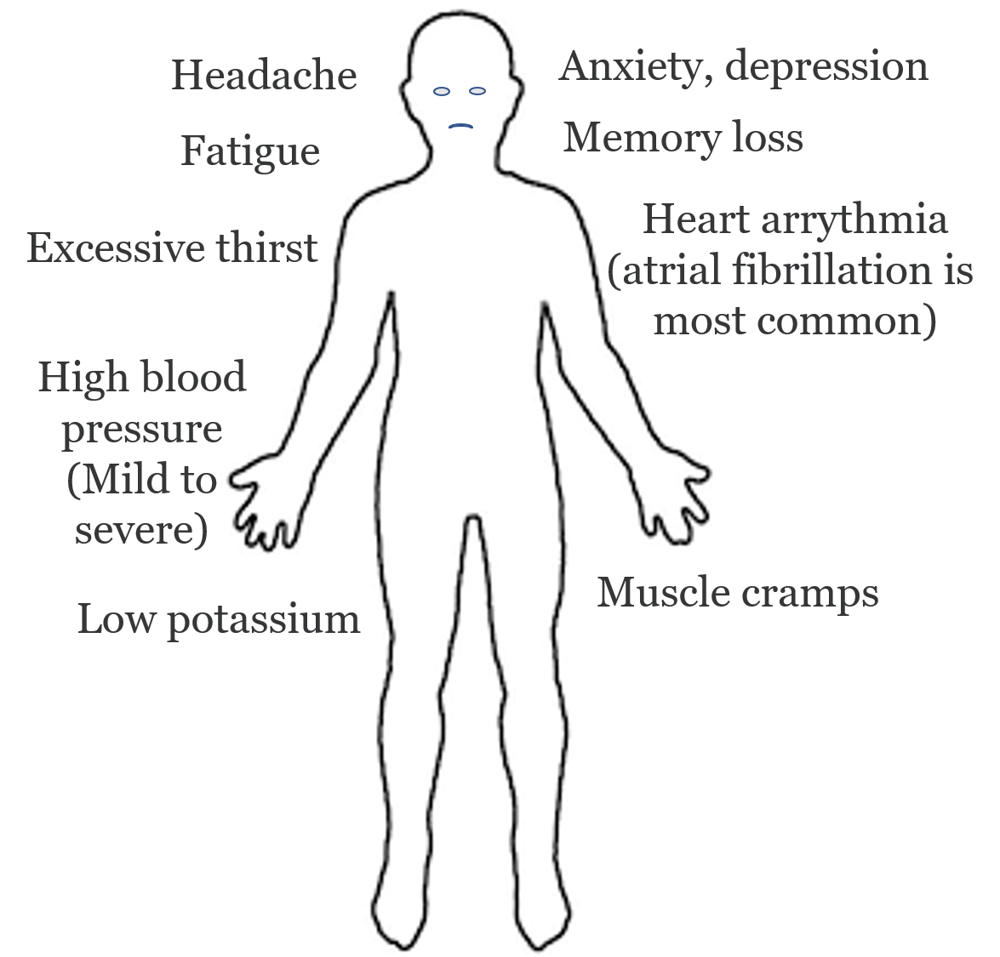 Headache
Fatigue
Excessive thirst
High blood
pressure
(Mild to
severe)
Low potassium
Anxiety, depression
Memory loss
Heart arrythmia
(atrial fibrillation is
most common)
Muscle cramps